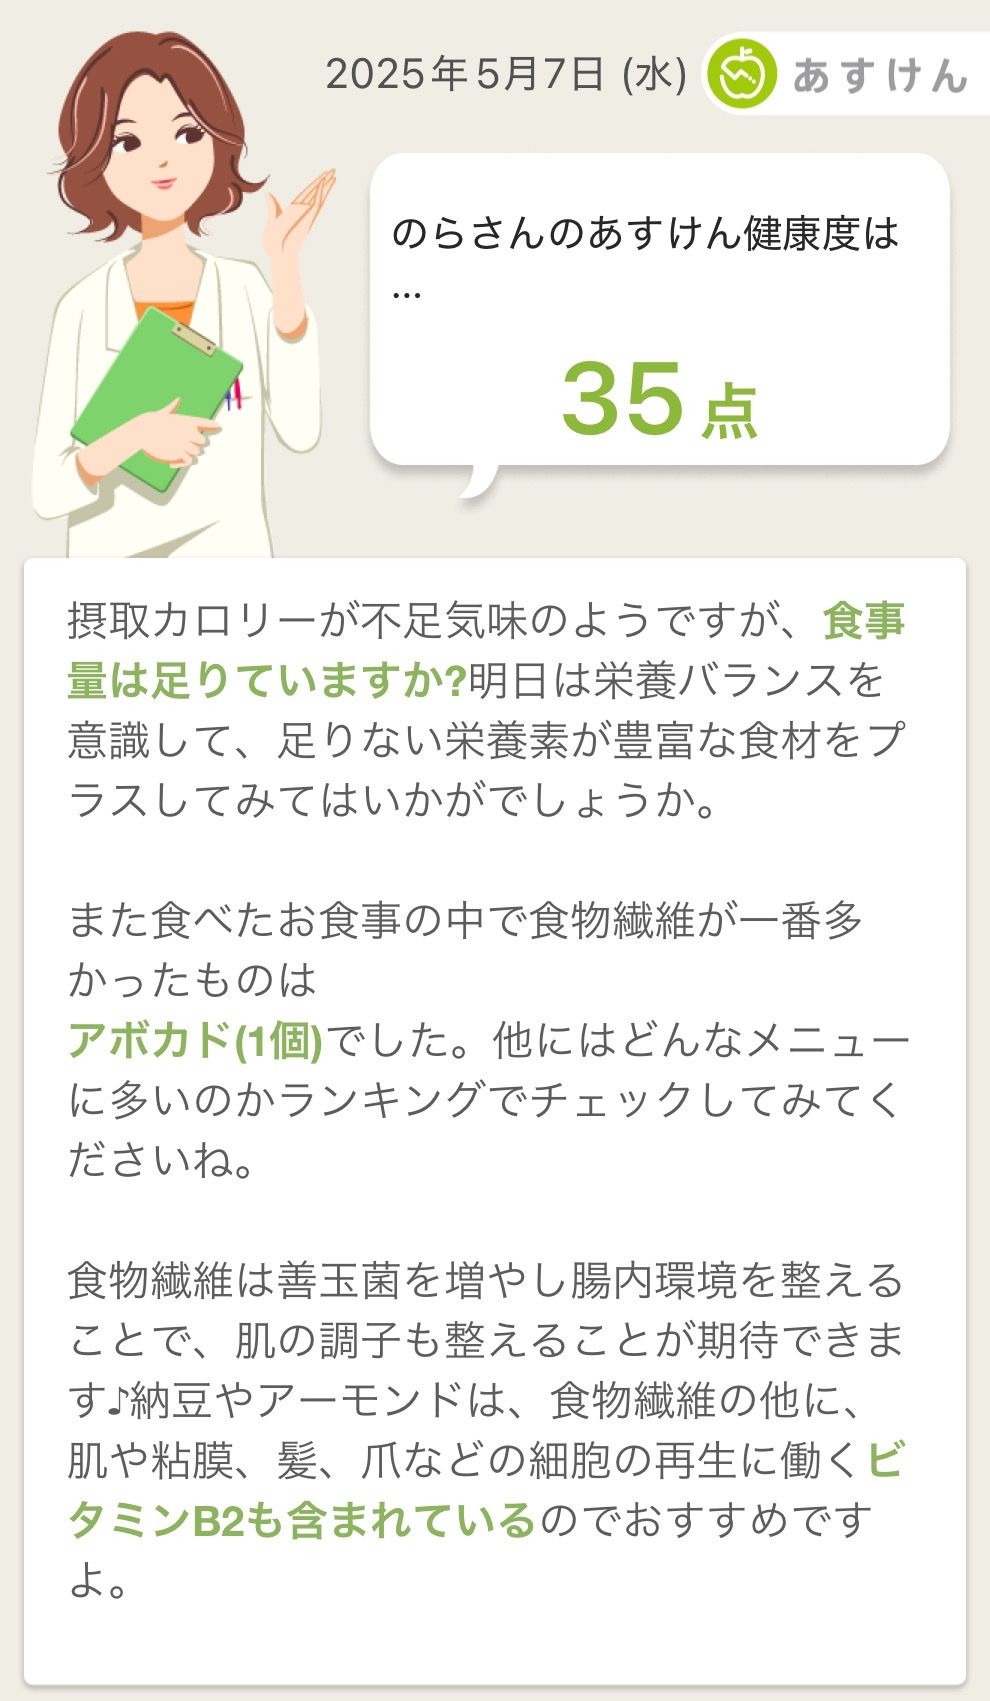 2025年5月7日 (水)
あすけん
のらさんのあすけん健康度は
...
35点
摂取カロリーが不足気味のようですが、食事
量は足りていますか?明日は栄養バランスを
意識して、足りない栄養素が豊富な食材をプ
ラスしてみてはいかがでしょうか。
また食べたお食事の中で食物繊維が一番多
かったものは
アボカド(1個)でした。他にはどんなメニュー
に多いのかランキングでチェックしてみてく
ださいね。
食物繊維は善玉菌を増やし腸内環境を整える
ことで、肌の調子も整えることが期待できま
す♪納豆やアーモンドは、食物繊維の他に、
肌や粘膜、髪、爪などの細胞の再生に働くビ
タミンB2も含まれているのでおすすめです
よ。